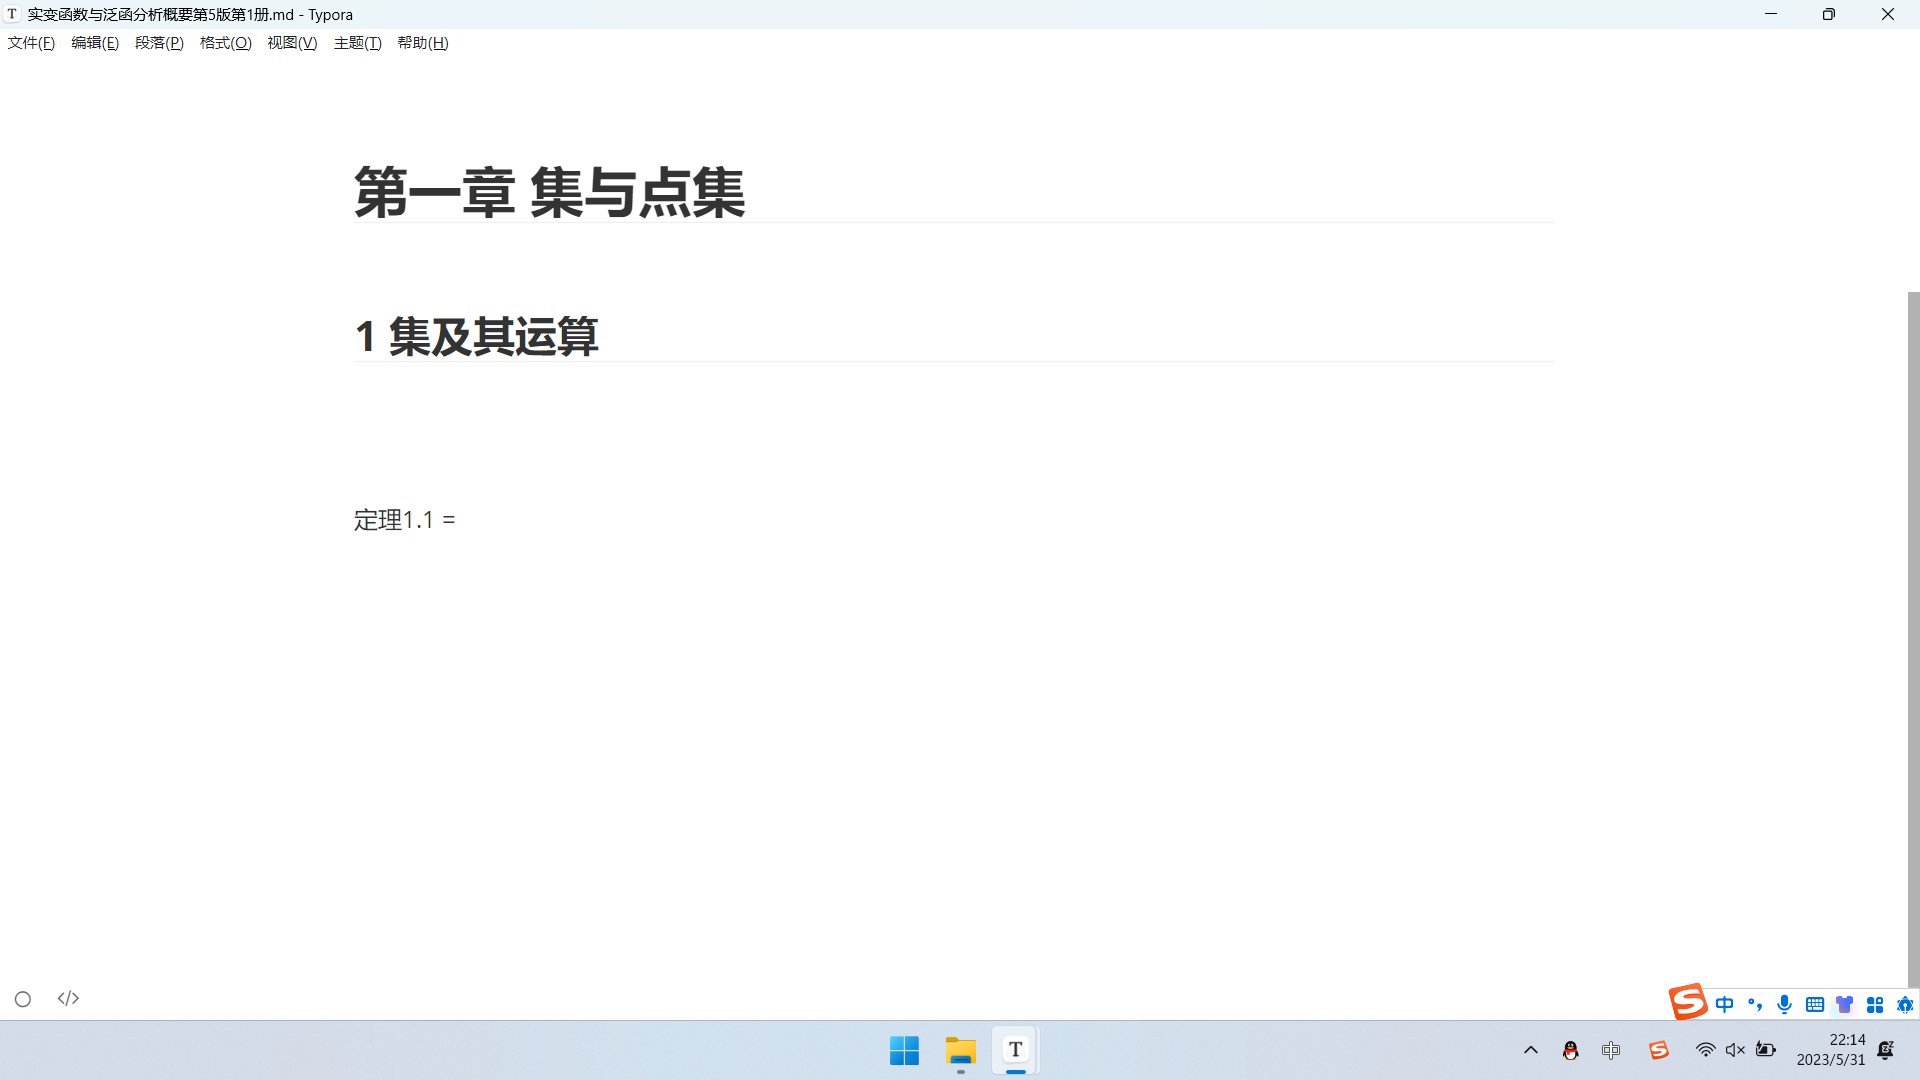 实变函数与泛函分析概要第5版第1册.md - Typora
文件(F) 编辑(E) 段落(P) 格式(O) 视图(V) 主题(T) 帮助(H)
第一章 集与点集
1 集及其运算
定理1.1 =
</>
中
T
中
22:14
2023/5/31